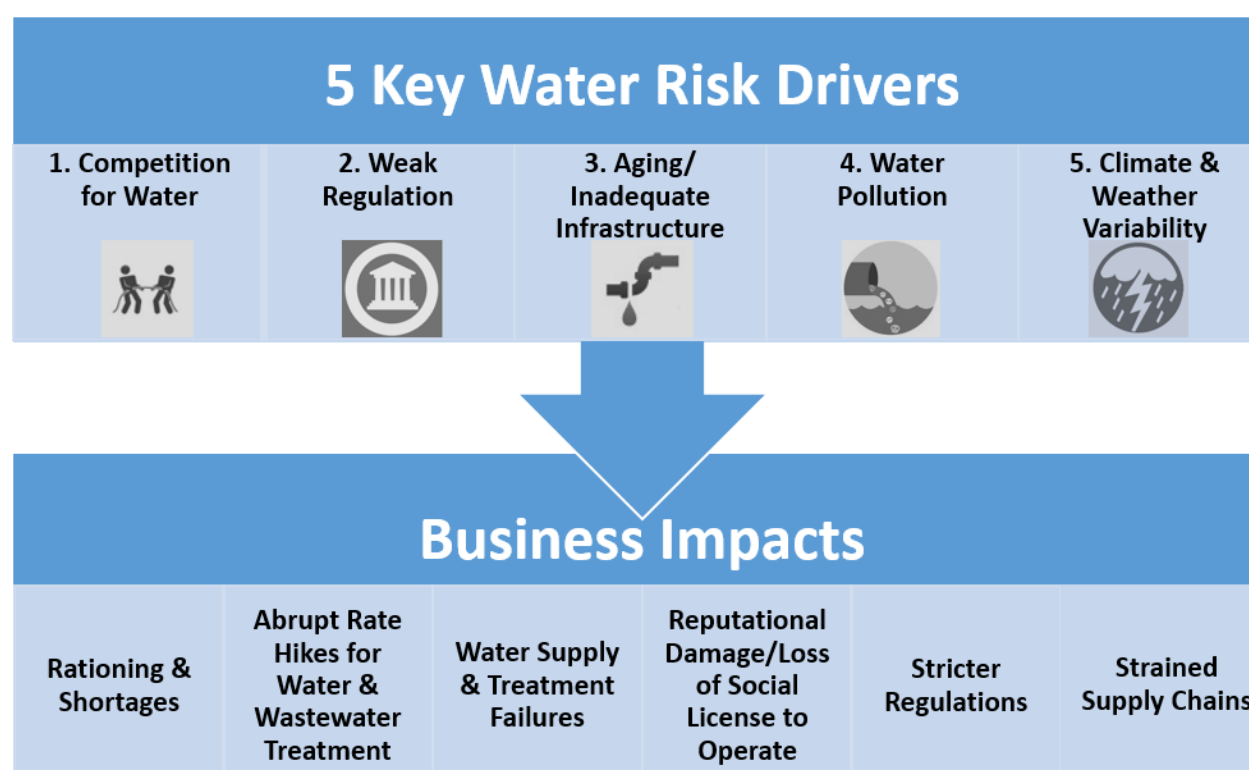 5 Key Water Risk Drivers
1. Competition
for Water
2. Weak
Regulation
3. Aging/
Inadequate
Infrastructure
4. Water
Pollution
5. Climate &
Weather
Variability
Business Impacts
Rationing &
Shortages
Abrupt Rate
Hikes for
Water &
Wastewater
Treatment
Water Supply
& Treatment
Failures
Reputational
Damage/Loss
of Social
License to
Operate
Stricter
Regulations
Strained
Supply Chains